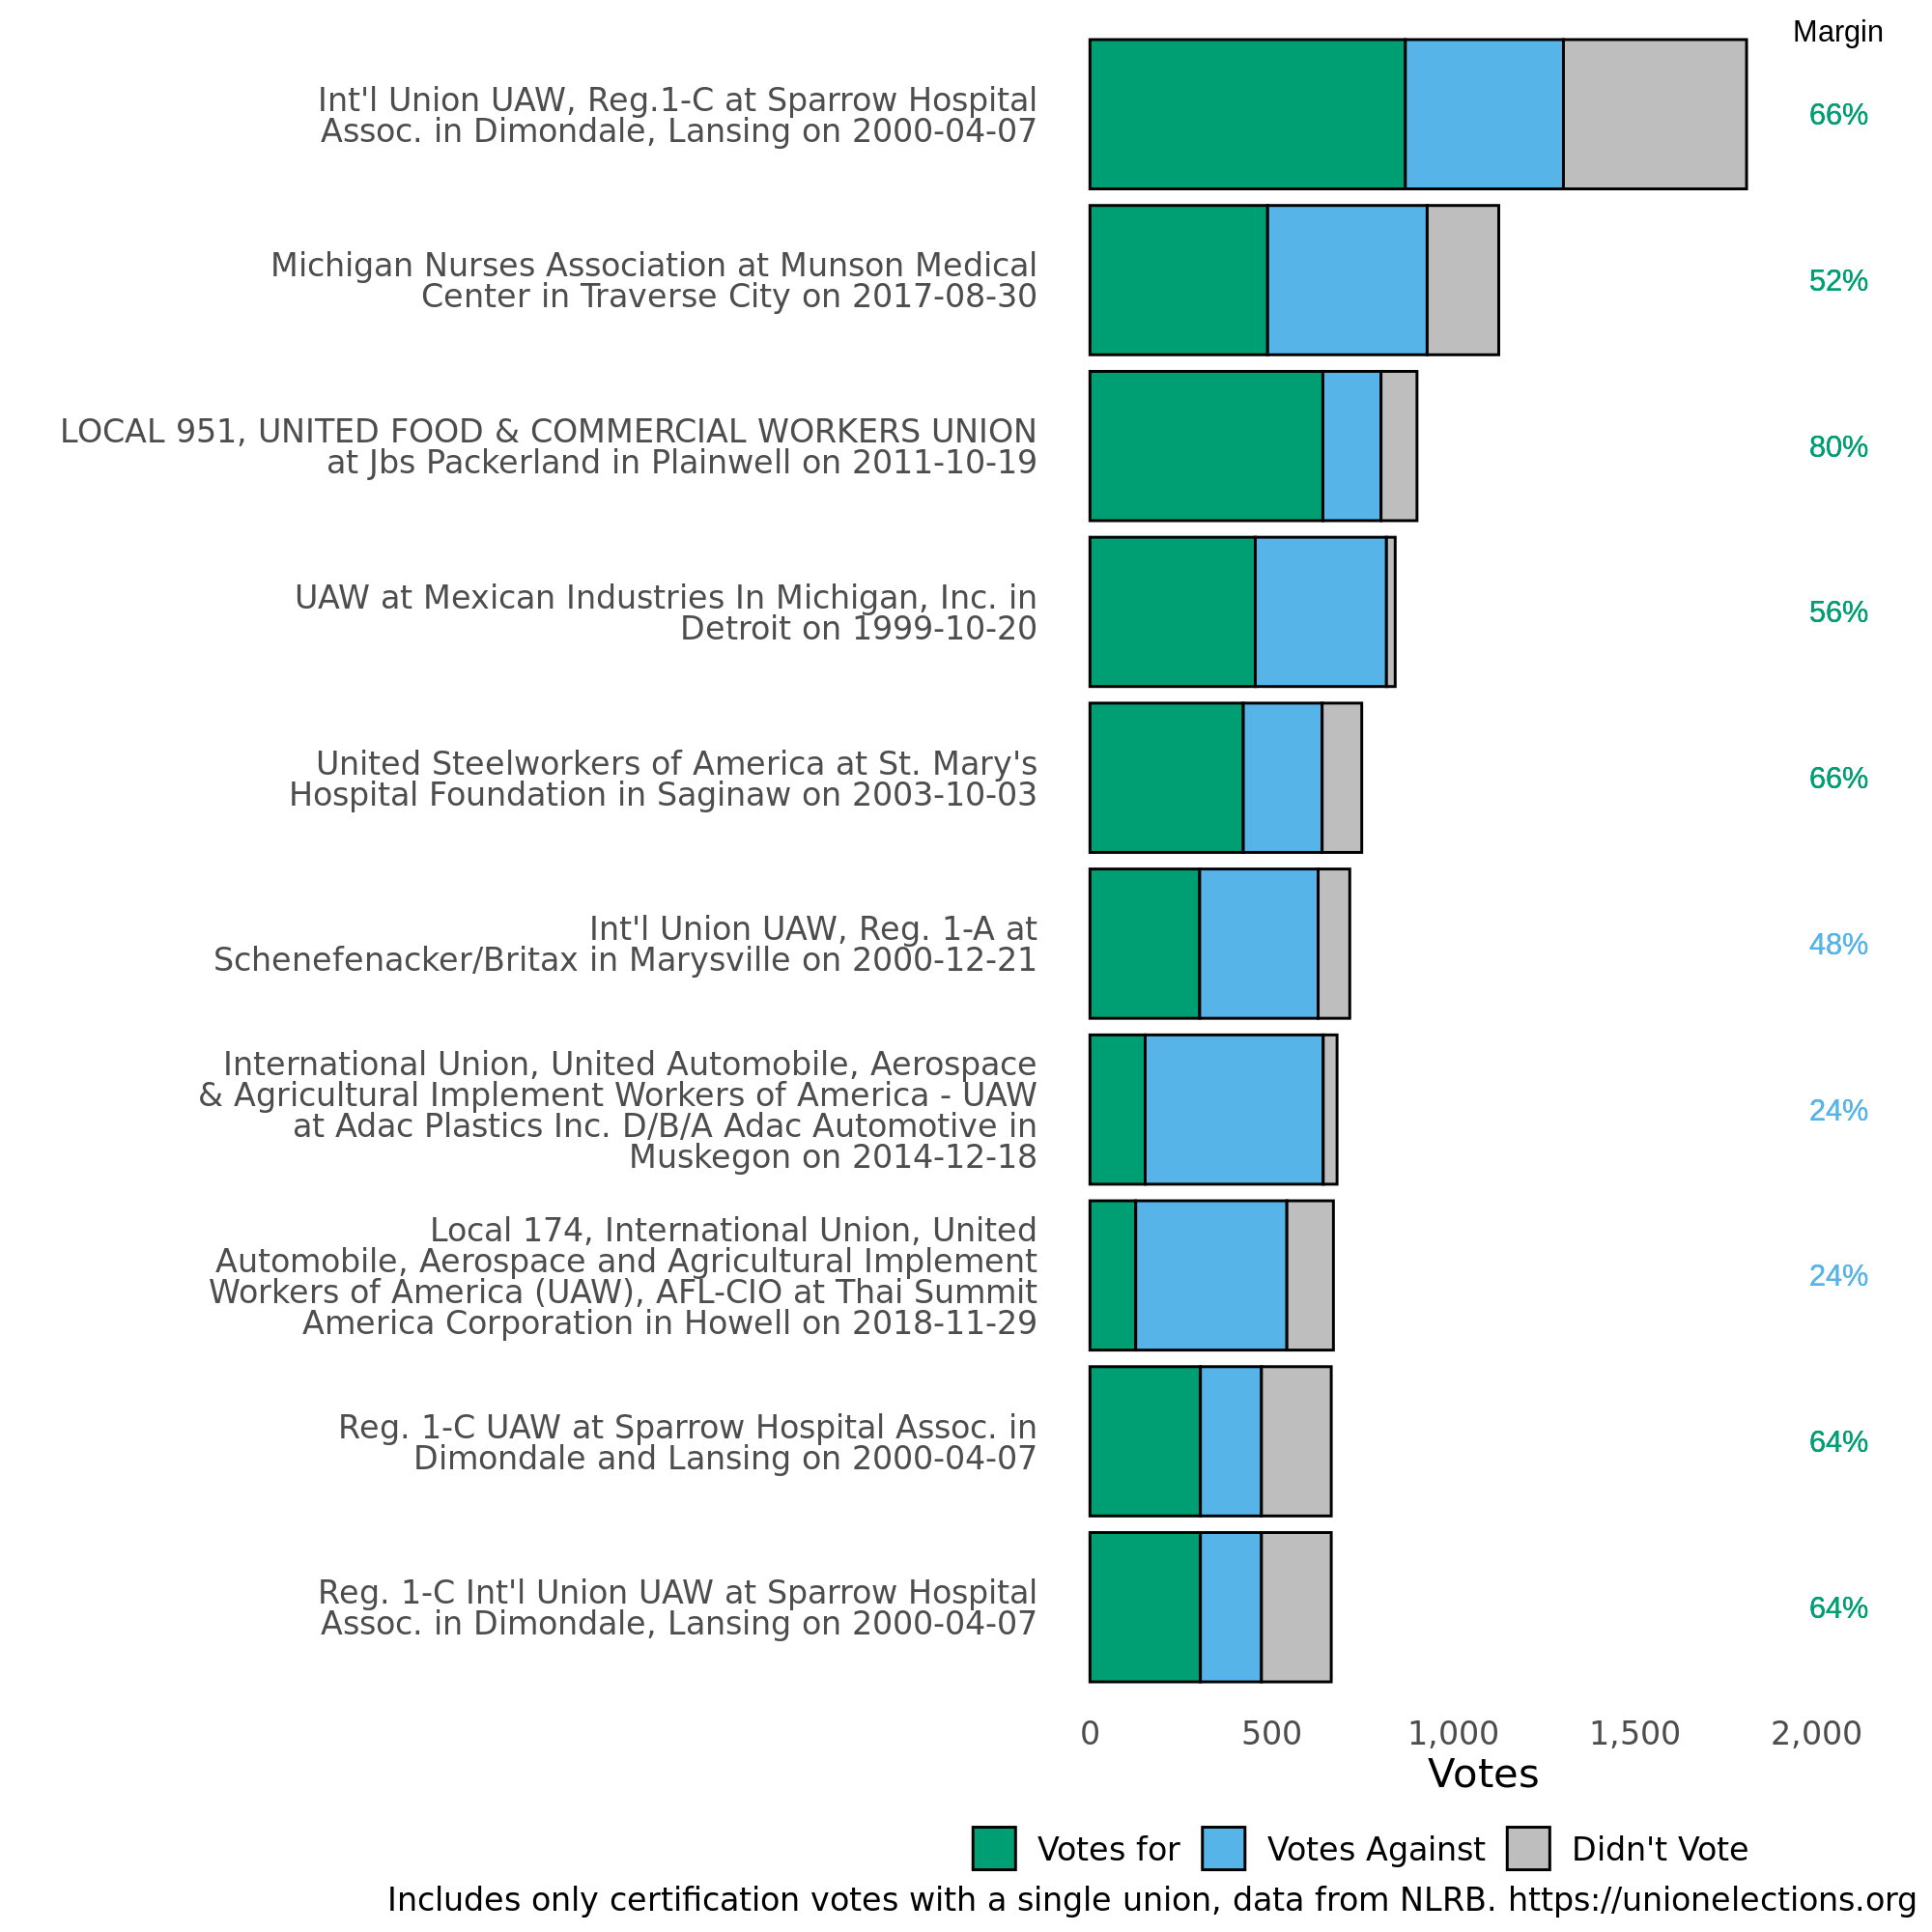 Margin
Int'l Union UAW, Reg.1-C at Sparrow Hospital
Assoc. in Dimondale, Lansing on 2000-04-07
66%
Michigan Nurses Association at Munson Medical
Center in Traverse City on 2017-08-30
52%
LOCAL 951, UNITED FOOD & COMMERCIAL WORKERS UNION
at Jbs Packerland in Plainwell on 2011-10-19
80%
UAW at Mexican Industries In Michigan, Inc. in
Detroit on 1999-10-20
56%
United Steelworkers of America at St. Mary's
Hospital Foundation in Saginaw on 2003-10-03
66%
Int'l Union UAW, Reg. 1-A at
Schenefenacker/Britax in Marysville on 2000-12-21
48%
International Union, United Automobile, Aerospace
& Agricultural Implement Workers of America - UAW
at Adac Plastics Inc. D/B/A Adac Automotive in
Muskegon on 2014-12-18
24%
Local 174, International Union, United
Automobile, Aerospace and Agricultural Implement
Workers of America (UAW), AFL-CIO at Thai Summit
America Corporation in Howell on 2018-11-29
24%
Reg. 1-C UAW at Sparrow Hospital Assoc. in
Dimondale and Lansing on 2000-04-07
64%
Reg. 1-C Int'l Union UAW at Sparrow Hospital
Assoc. in Dimondale, Lansing on 2000-04-07
64%
0 500 1,000 1,500 2,000
Votes
Votes for Votes Against Didn't Vote
Includes only certification votes with a single union, data from NLRB. https://unionelections.org